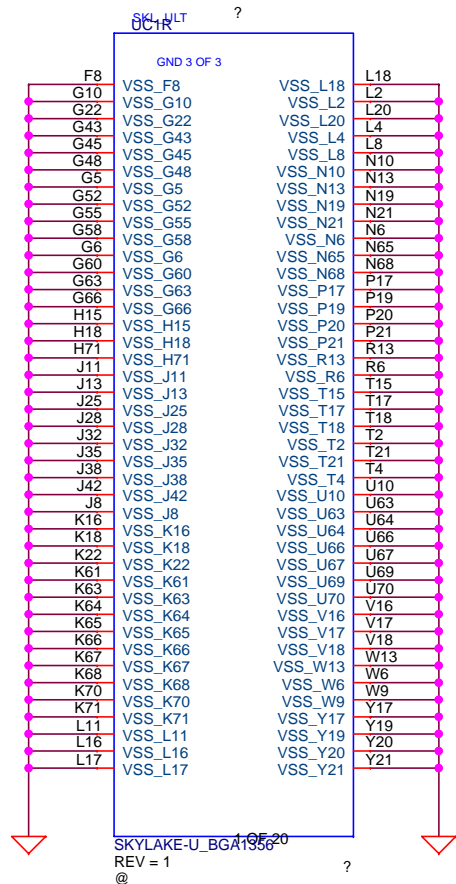 SKL_ULT
?
UC1R
GND 3 OF 3
F8 VSS_F8 VSS_L18 L18
G10 VSS_G10 VSS_L2 L2
G22 VSS_G22 VSS_L20 L20
G43 VSS_G43 VSS_L4 L4
G45 VSS_G45 VSS_L8 L8
G48 VSS_G48 VSS_N10 N10
G5 VSS_G5 VSS_N13 N13
G52 VSS_G52 VSS_N19 N19
G55 VSS_G55 VSS_N21 N21
G58 VSS_G58 VSS_N6 N6
G6 VSS_G6 VSS_N65 N65
G60 VSS_G60 VSS_N68 N68
G63 VSS_G63 VSS_P17 P17
G66 VSS_G66 VSS_P19 P19
H15 VSS_H15 VSS_P20 P20
H18 VSS_H18 VSS_P21 P21
H71 VSS_H71 VSS_R13 R13
J11 VSS_J11 VSS_R6 R6
J13 VSS_J13 VSS_T15 T15
J25 VSS_J25 VSS_T17 T17
J28 VSS_J28 VSS_T18 T18
J32 VSS_J32 VSS_T2 T2
J35 VSS_J35 VSS_T21 T21
J38 VSS_J38 VSS_T4 T4
J42 VSS_J42 VSS_U10 U10
J8 VSS_J8 VSS_U63 U63
K16 VSS_K16 VSS_U64 U64
K18 VSS_K18 VSS_U66 U66
K22 VSS_K22 VSS_U67 U67
K61 VSS_K61 VSS_U69 U69
K63 VSS_K63 VSS_U70 U70
K64 VSS_K64 VSS_V16 V16
K65 VSS_K65 VSS_V17 V17
K66 VSS_K66 VSS_V18 V18
K67 VSS_K67 VSS_W13 W13
K68 VSS_K68 VSS_W6 W6
K70 VSS_K70 VSS_W9 W9
K71 VSS_K71 VSS_Y17 Y17
L11 VSS_L11 VSS_Y19 Y19
L16 VSS_L16 VSS_Y20 Y20
L17 VSS_L17 VSS_Y21 Y21
1 OF 20
SKYLAKE-U_BGA1356
REV = 1
?
@